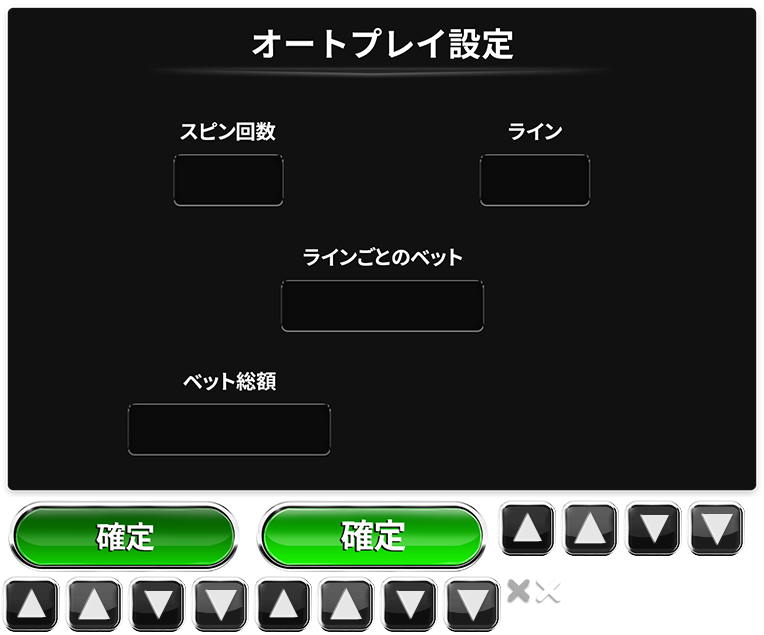 オートプレイ設定
スピン回数
ライン
ラインごとのベット
ベット総額
確定
確定